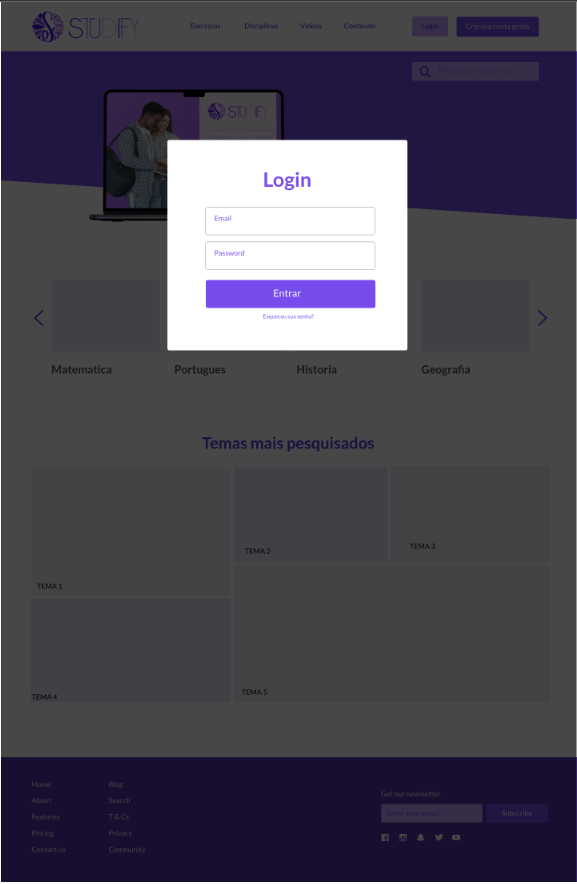 STUDIFY
Exercicos Disciplinas Videos Conteudo Login Crie sua conta gratis
STUDIFY
Login
Email
Password
Entrar
Esqueceu sua senha?
Matematica Portugues Historia Geografia
Temas mais pesquisados
TEMA 1
TEMA 2
TEMA 3
TEMA 4
TEMA 5
Home
About
Features
Pricing
Contact us
Blog
Search
T & Cs
Privacy
Community
Get our newsletter
Enter your email
Subscribe